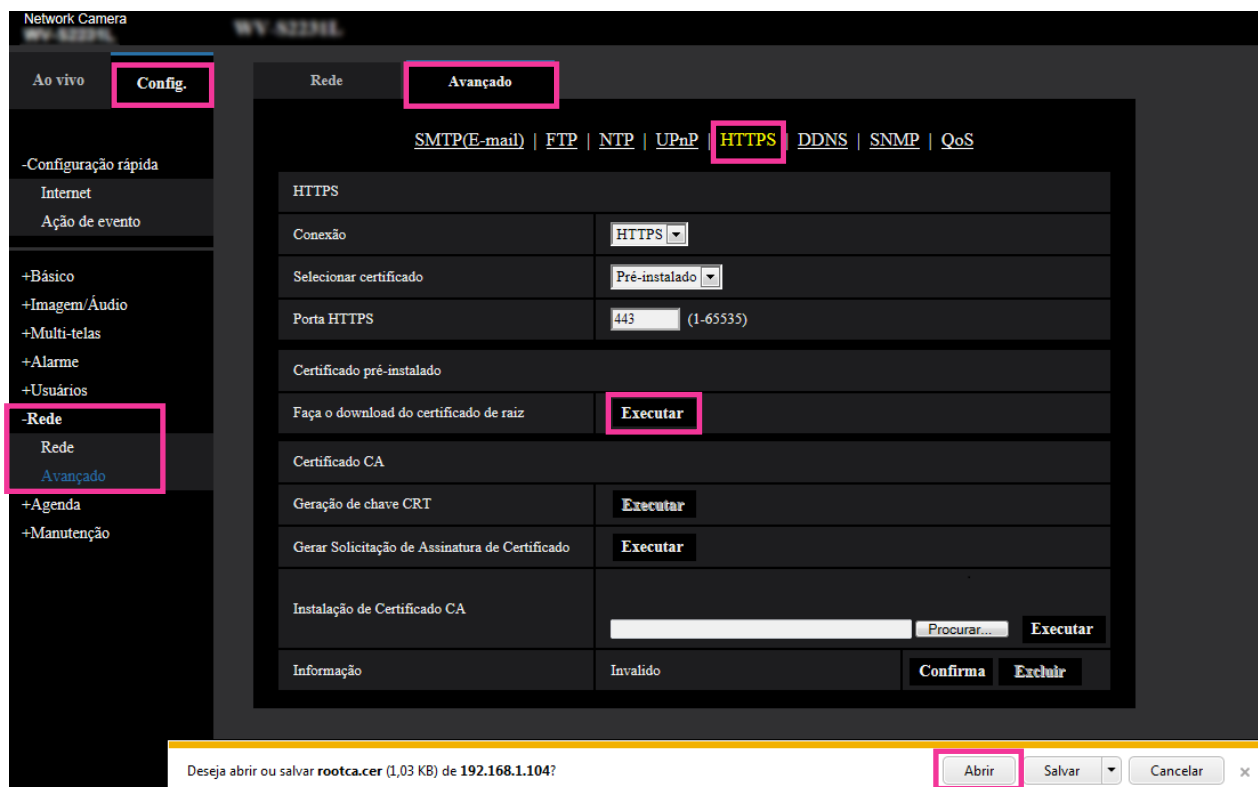 Network Camera
WV-S2231L
WV-S2231L
Ao vivo
Config.
Rede
Avançado
SMTP(E-mail) | FTP | NTP | UPnP | HTTPS | DDNS | SNMP | QoS
-Configuração rápida
Internet
Ação de evento
+Básico
+Imagem/Áudio
+Multi-telas
+Alarme
+Usuários
-Rede
Rede
Avançado
+Agenda
+Manutenção
HTTPS
Conexão HTTPS
Selecionar certificado Pré-instalado
Porta HTTPS 443 (1-65535)
Certificado pré-instalado
Faça o download do certificado de raiz Executar
Certificado CA
Geração de chave CRT Executar
Gerar Solicitação de Assinatura de Certificado Executar
Instalação de Certificado CA Procurar... Executar
Informação Invalido Confirma Excluir
Deseja abrir ou salvar rootca.cer (1,03 KB) de 192.168.1.104? Abrir Salvar Cancelar